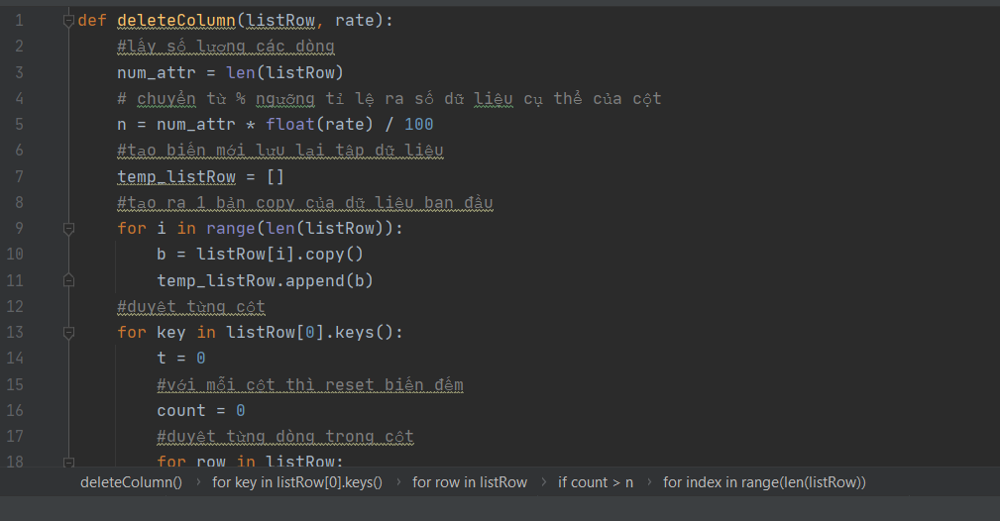 1 def deleteColumn(listRow, rate):
2 #lấy số lương các dòng
3 num_attr = len(listRow)
4 # chuyển từ % ngưỡng tỉ lệ ra số dữ liệu cụ thể của cột
5 n = num_attr * float(rate) / 100
6 #tạo biến mới lưu lại tập dữ liệu
7 temp_listRow = []
8 #tạo ra 1 bản copy của dữ liệu ban đầu
9 for i in range(len(listRow)):
10 b = listRow[i].copy()
11 temp_listRow.append(b)
12 #duyệt từng cột
13 for key in listRow[0].keys():
14 t = 0
15 #với mỗi cột thì reset biến đếm
16 count = 0
17 #duyệt từng dòng trong cột
18 for row in listRow:
deleteColumn() › for key in listRow[0].keys() › for row in listRow › if count > n › for index in range(len(listRow))